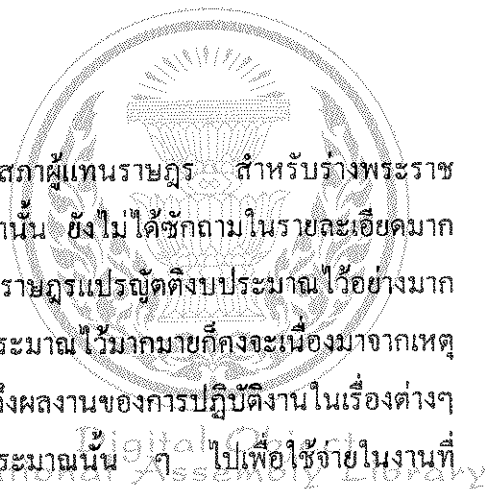 สภาผู้แทนราษฎร สำหรับร่างพระราช
านั้น ยังไม่ได้ซักถามในรายละเอียดมาก
ราษฎรแปรญัตติงบประมาณไว้อย่างมาก
ระมาณไว้มากมายก็คงจะเนื่องมาจากเหตุ
ึงผลงานของการปฏิบัติงานในเรื่องต่างๆ
ระมาณนั้น ๆ ไปเพื่อใช้จ่ายในงานที่
Digital Object
National Assembly Library